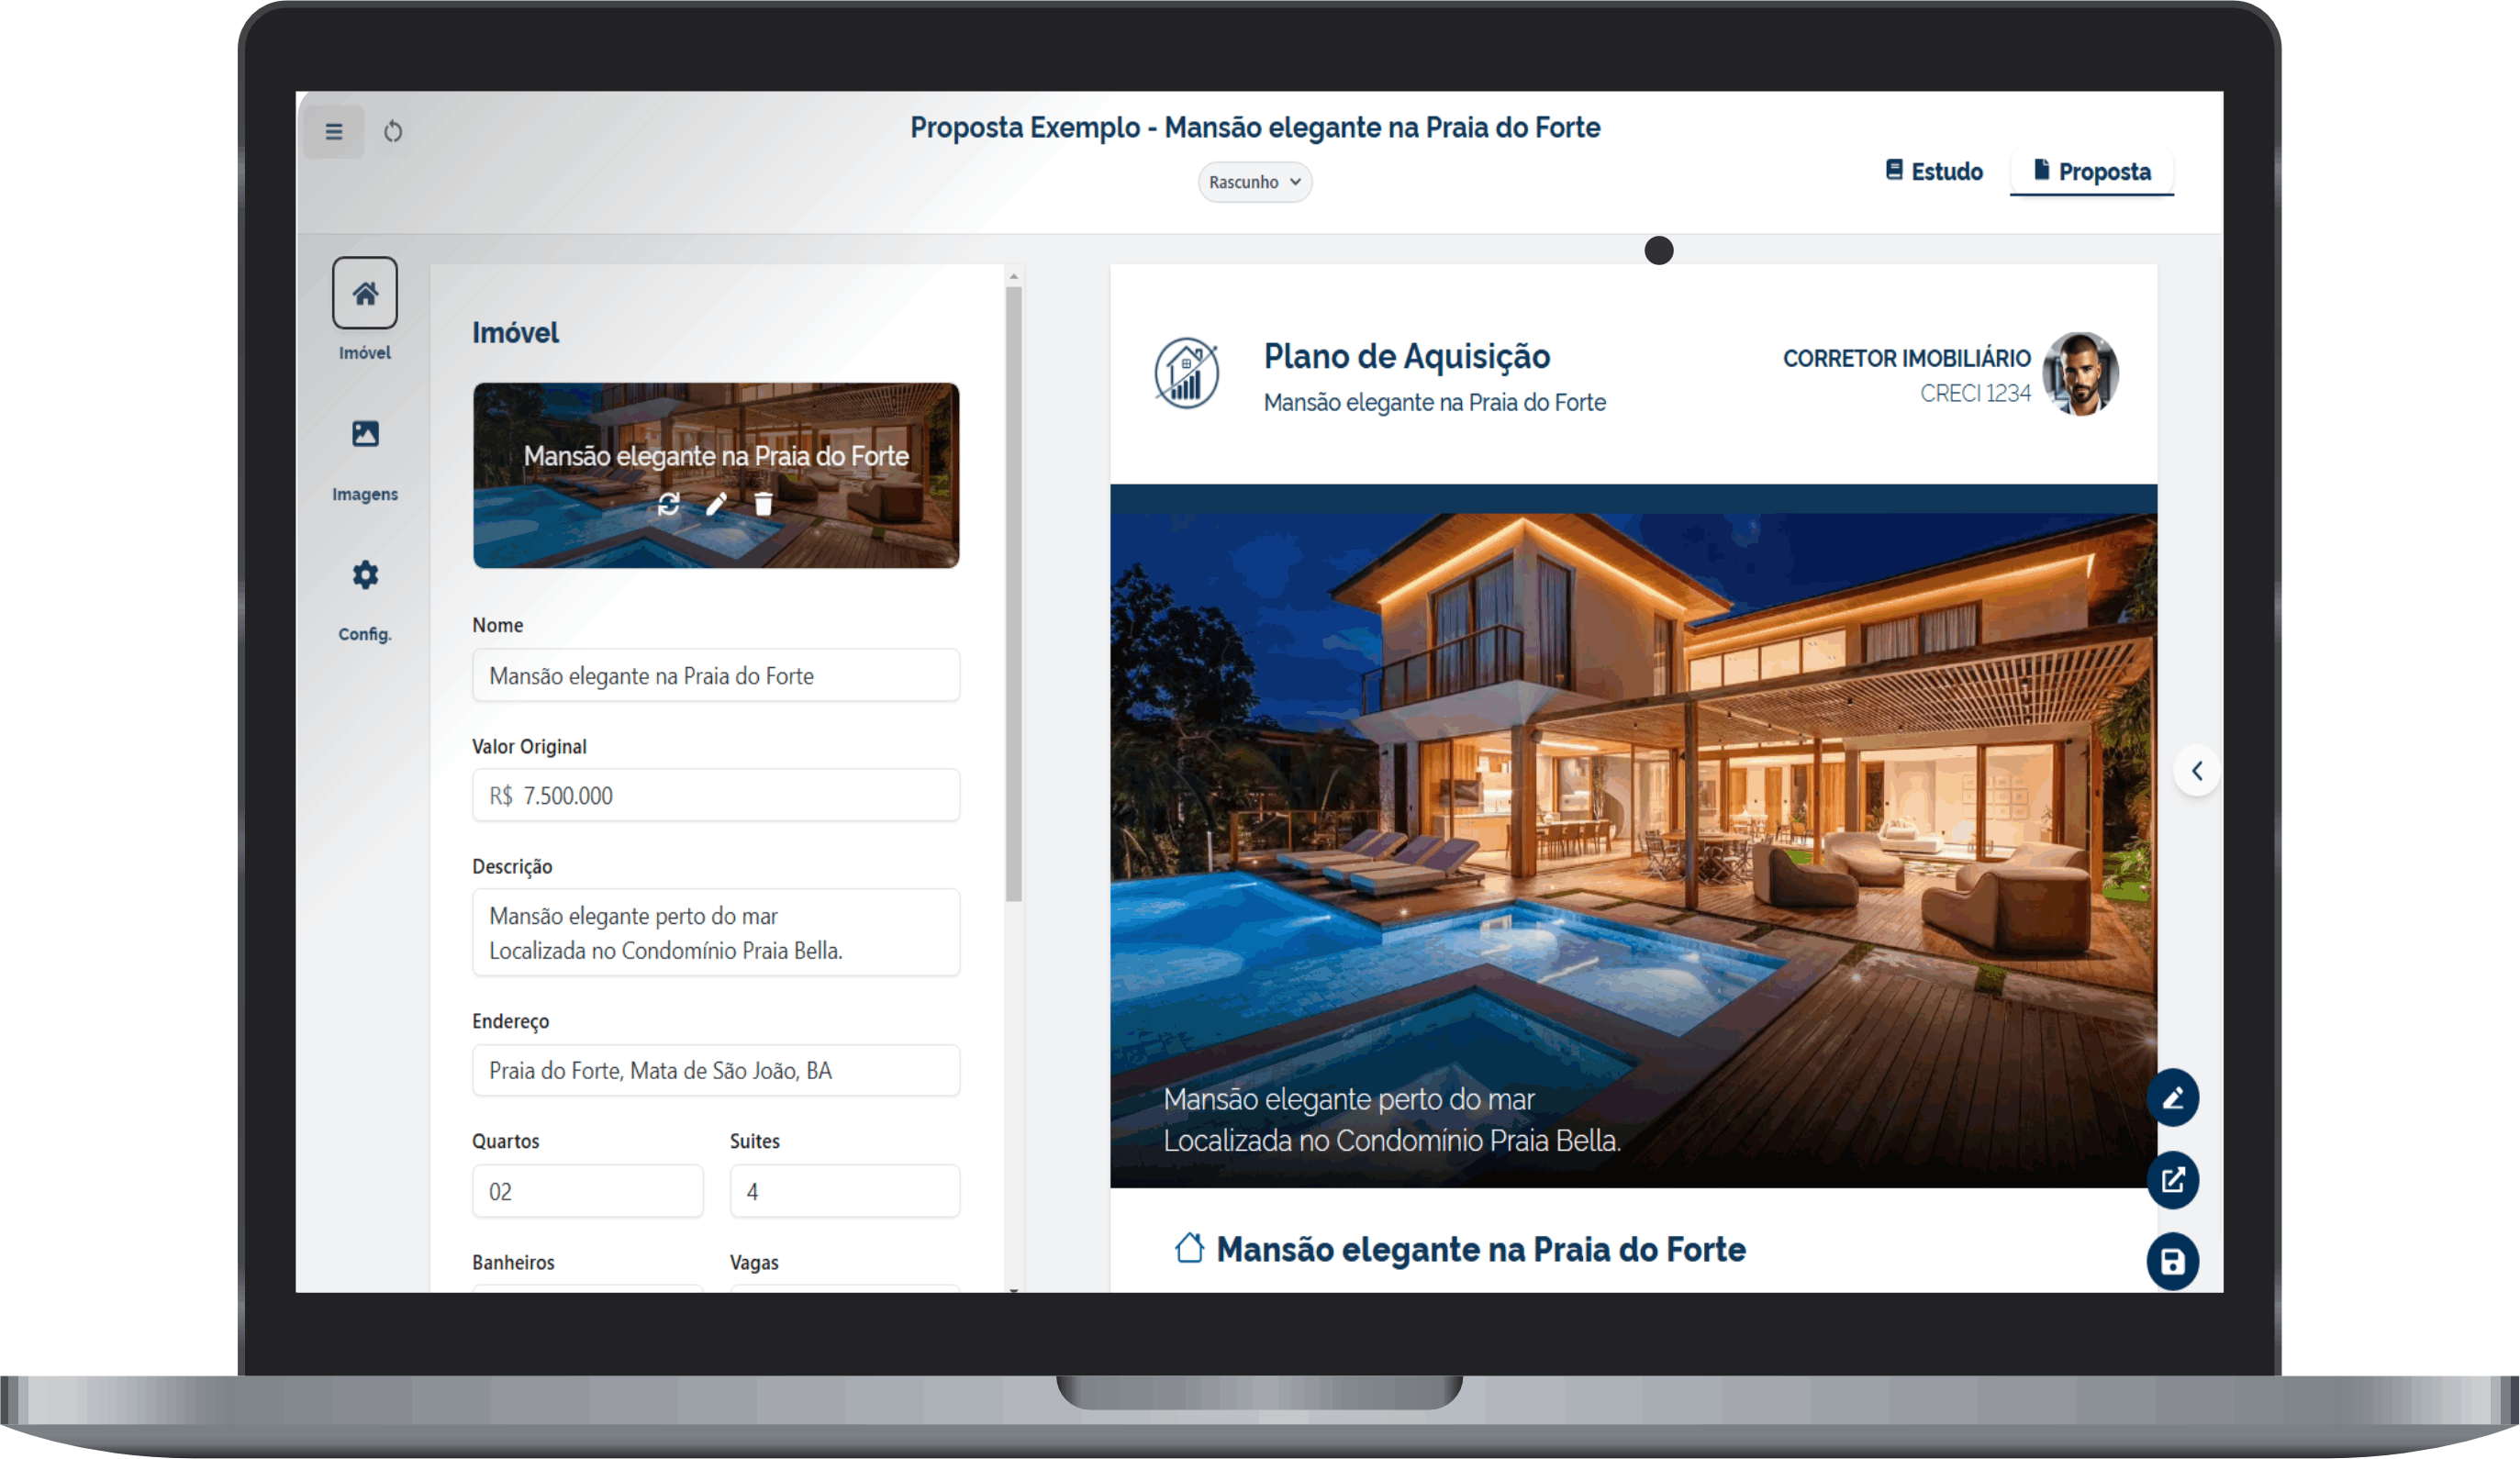 Proposta Exemplo - Mansão elegante na Praia do Forte
Rascunho
Estudo
Proposta
Imóvel
Imagens
Config.
Imóvel
Mansão elegante na Praia do Forte
Nome
Mansão elegante na Praia do Forte
Valor Original
R$ 7.500.000
Descrição
Mansão elegante perto do mar
Localizada no Condomínio Praia Bella.
Endereço
Praia do Forte, Mata de São João, BA
Quartos
Suites
02
4
Banheiros
Vagas
Plano de Aquisição
Mansão elegante na Praia do Forte
CORRETOR IMOBILIÁRIO
CRECI 1234
Mansão elegante perto do mar
Localizada no Condomínio Praia Bella.
Mansão elegante na Praia do Forte